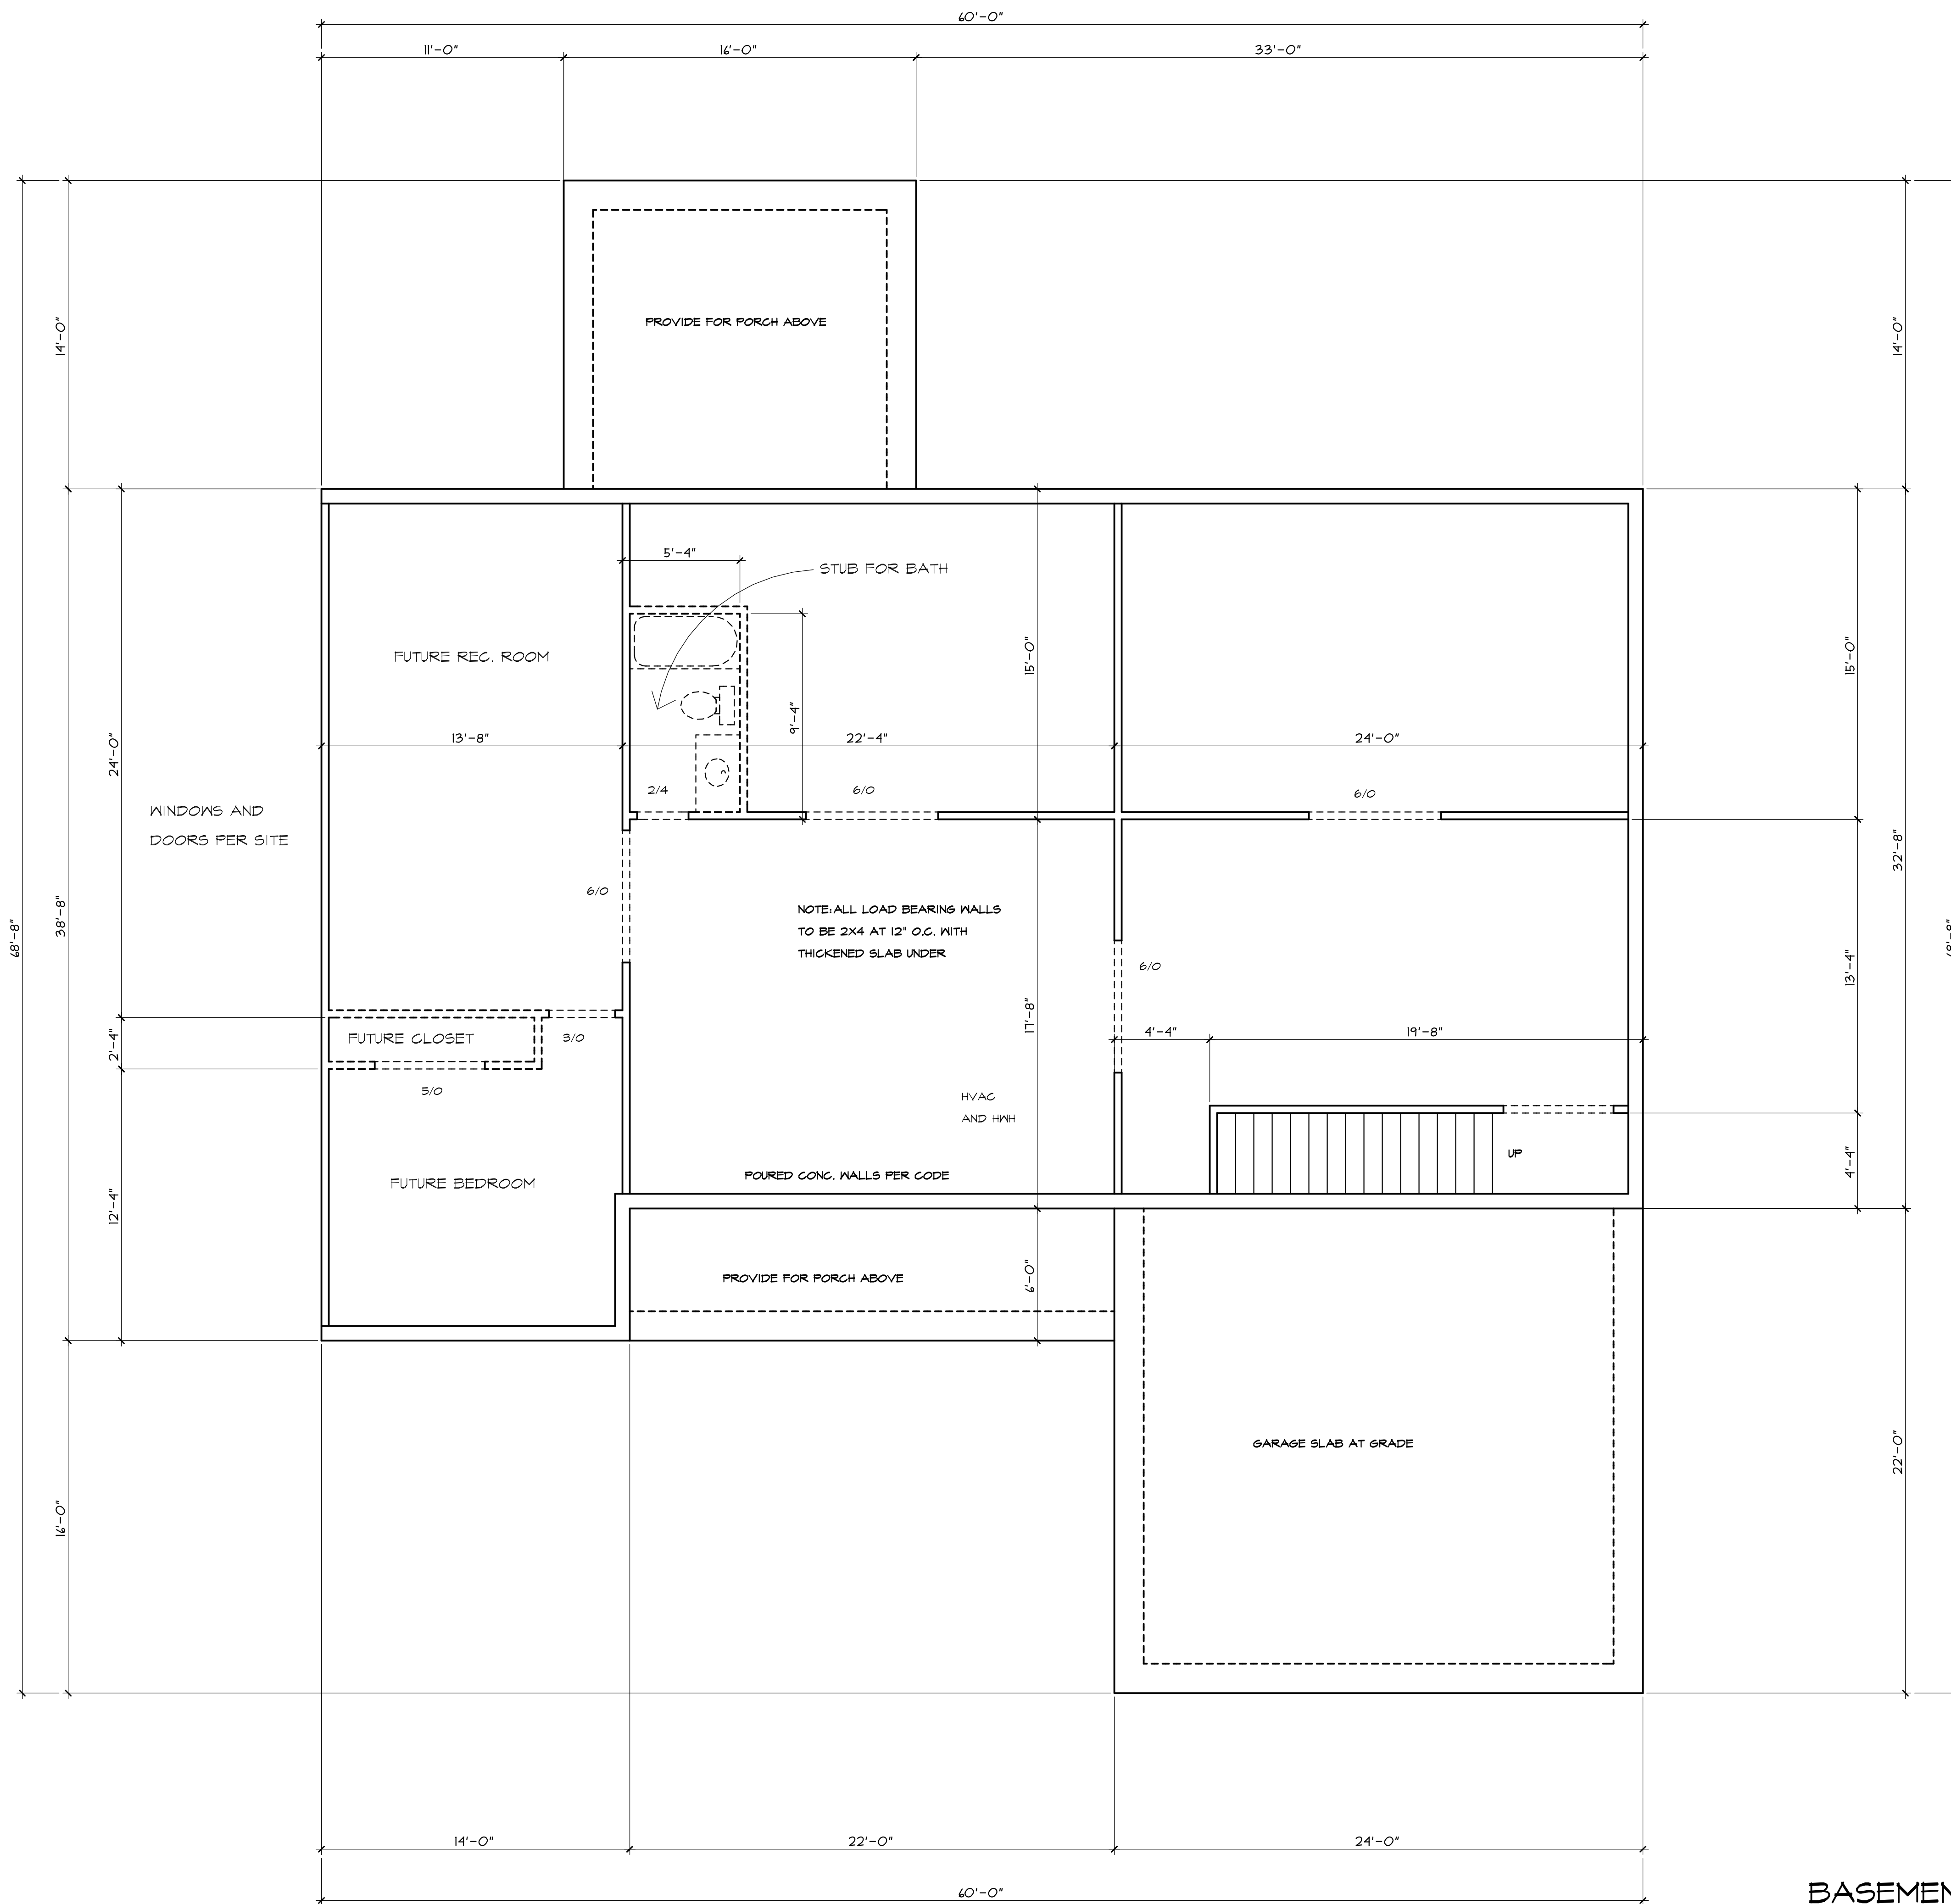 60'-0"
11'-0"
16'-0"
33'-0"
14'-0"
14'-0"
PROVIDE FOR PORCH ABOVE
5'-4"
STUB FOR BATH
FUTURE REC. ROOM
15'-0"
15'-0"
9'-4"
13'-8"
22'-4"
24'-0"
24'-0"
2/4
6/0
6/0
WINDOWS AND
DOORS PER SITE
32'-8"
6/0
38'-8"
68'-8"
NOTE: ALL LOAD BEARING WALLS
TO BE 2X4 AT 12" O.C. WITH
THICKENED SLAB UNDER
6/0
13'-4"
17'-8"
2'-4"
FUTURE CLOSET
3/0
4'-4"
19'-8"
5/0
HVAC
AND HWH
UP
4'-4"
POURED CONC. WALLS PER CODE
FUTURE BEDROOM
12'-4"
PROVIDE FOR PORCH ABOVE
6'-0"
GARAGE SLAB AT GRADE
22'-0"
16'-0"
14'-0"
22'-0"
24'-0"
60'-0"